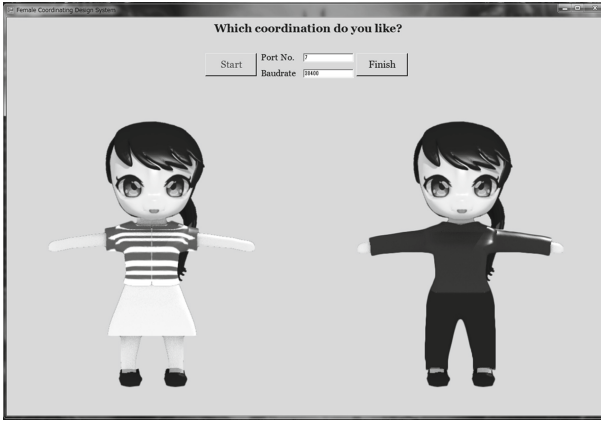 Female Coordinating Design System
Which coordination do you like?
Start
Port No.
7
Finish
Baudrate
38400